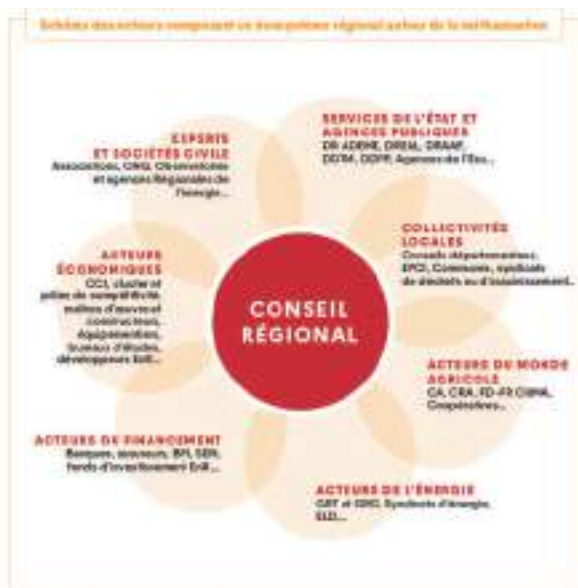 Schéma des acteurs composant un écosystème régional autour de la méthanisation
SERVICES DE L'ÉTAT ET
AGENCES PUBLIQUES
DR ADEME, DREAL, DRAAF,
DDTM, DDPP, Agences de l'Eau...
EXPERTS
ET SOCIÉTÉS CIVILE
Associations, ONG, Observatoires
et agences Régionales de
l'énergie...
COLLECTIVITÉS
LOCALES
Conseils départementaux,
EPCI, Communes, syndicats
de déchets ou d'assainissement...
ACTEURS
ÉCONOMIQUES
CCI, cluster et
pôles de compétitivité,
maîtres d'œuvre et
constructeurs,
équipementiers,
bureaux d'études,
développeurs EnR...
CONSEIL
RÉGIONAL
ACTEURS DU MONDE
AGRICOLE
CA, CRA, FD-FR CUMA,
Coopératives...
ACTEURS DU FINANCEMENT
Banques, assureurs, BPI, SEM,
fonds d'investissement EnR...
ACTEURS DE L'ÉNERGIE
GRT et GRD, Syndicats d'énergie,
ELD...